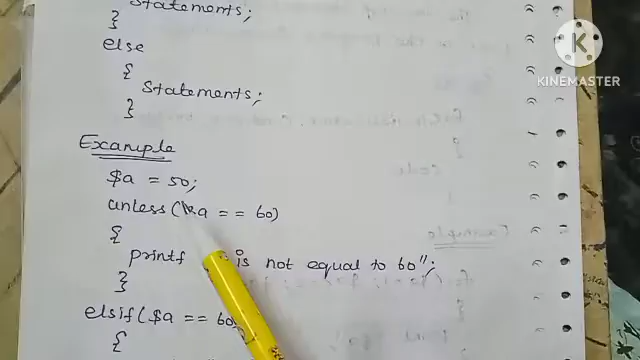 Statements;
}
else
{
Statements;
}
Example
$a = 50;
unless($a == 60)
{
printf is not equal to 60";
}
elsif($a == 60
{
K
KINEMASTER